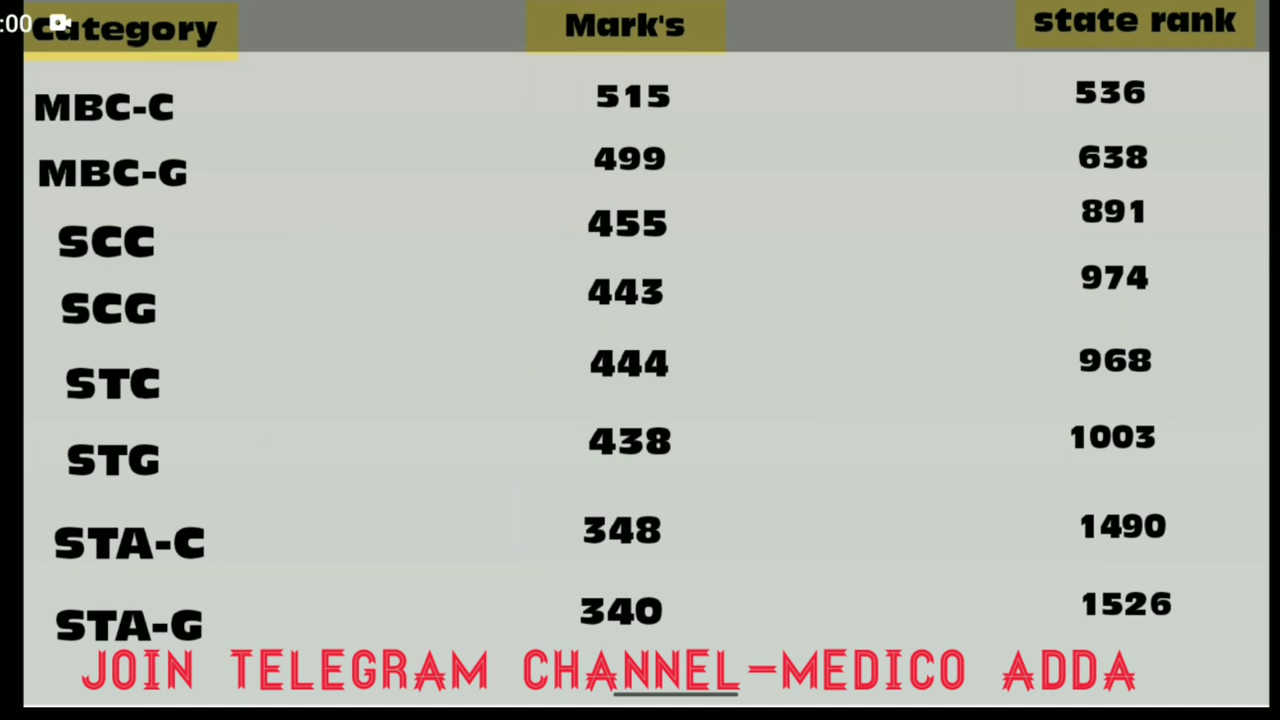 :00
category Mark's state rank
MBC-C 515 536
MBC-G 499 638
SCC 455 891
SCG 443 974
STC 444 968
STG 438 1003
STA-C 348 1490
STA-G 340 1526
JOIN TELEGRAM CHANNEL-MEDICO ADDA